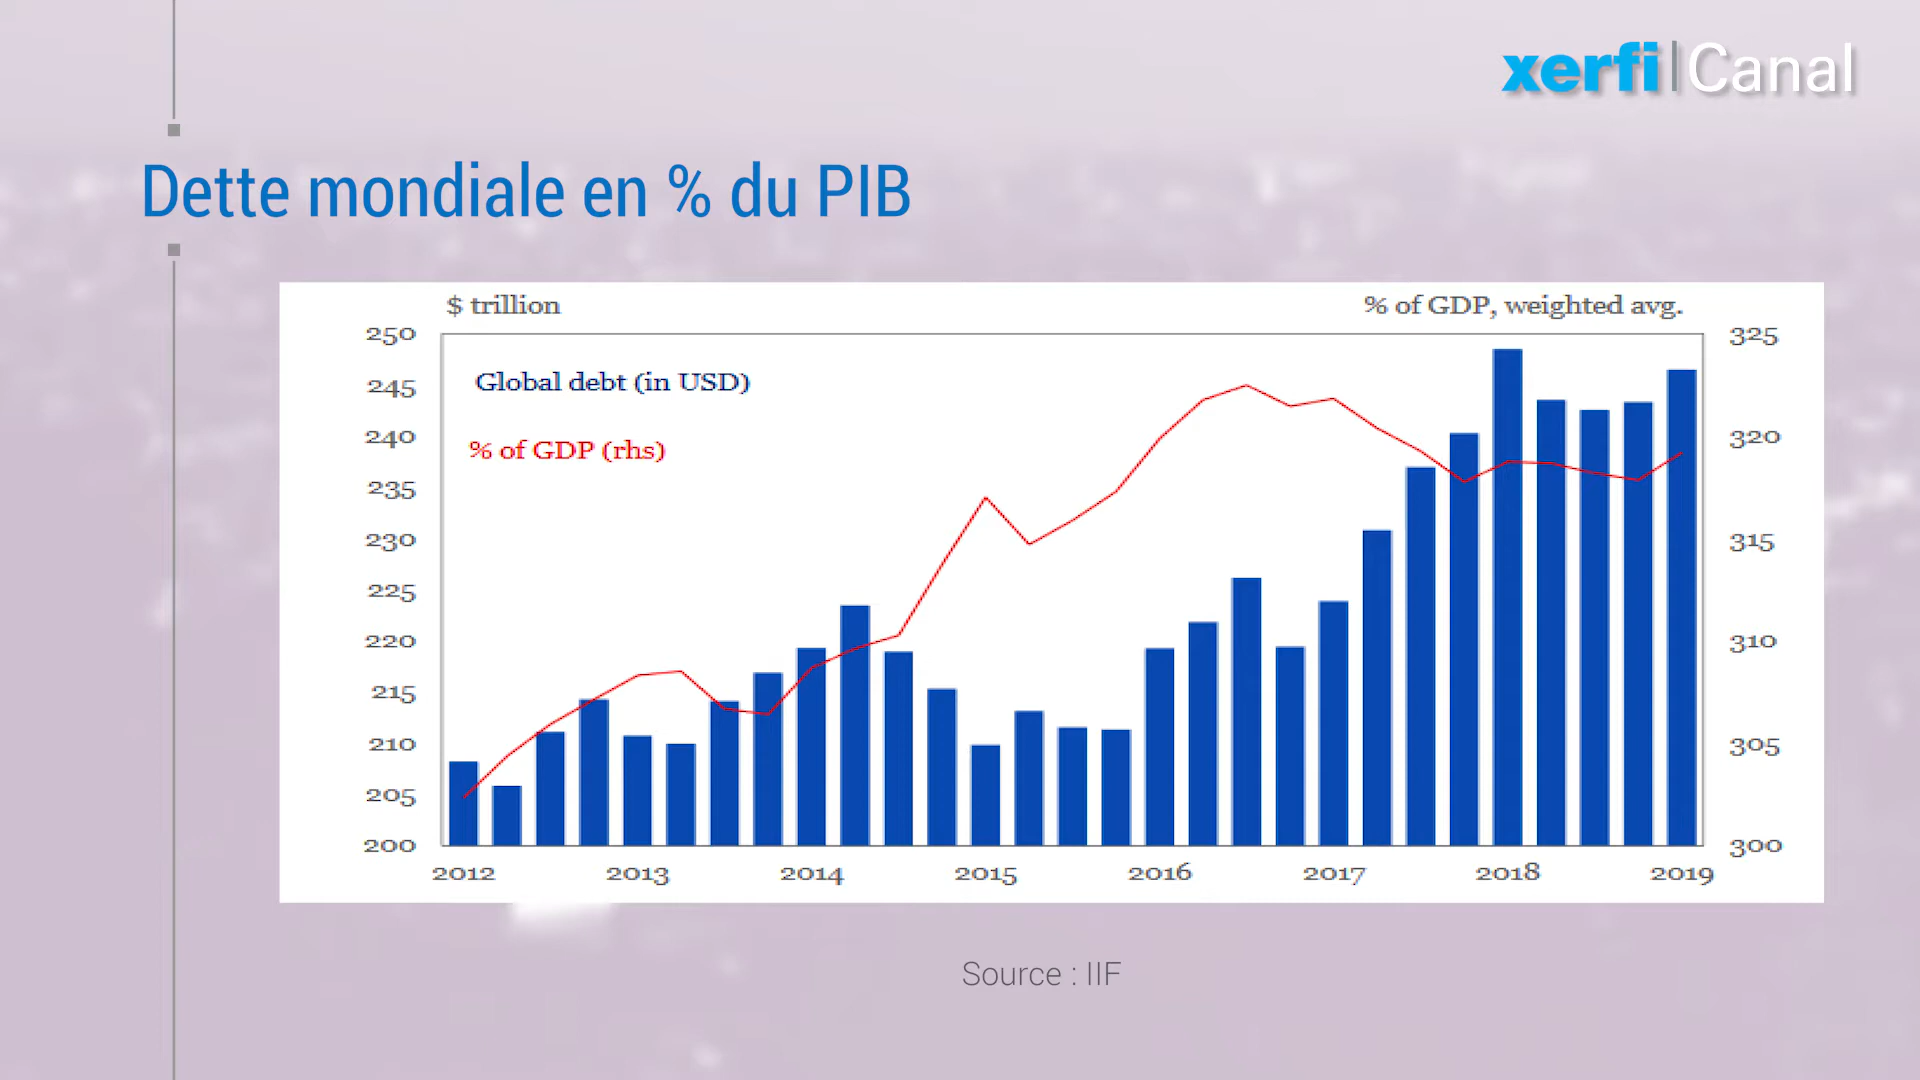 xerfi Canal
Dette mondiale en % du PIB
$ trillion
% of GDP, weighted avg.
Global debt (in USD)
% of GDP (rhs)
250
245
240
235
230
225
220
215
210
205
200
325
320
315
310
305
300
2012 2013 2014 2015 2016 2017 2018 2019
Source : IIF